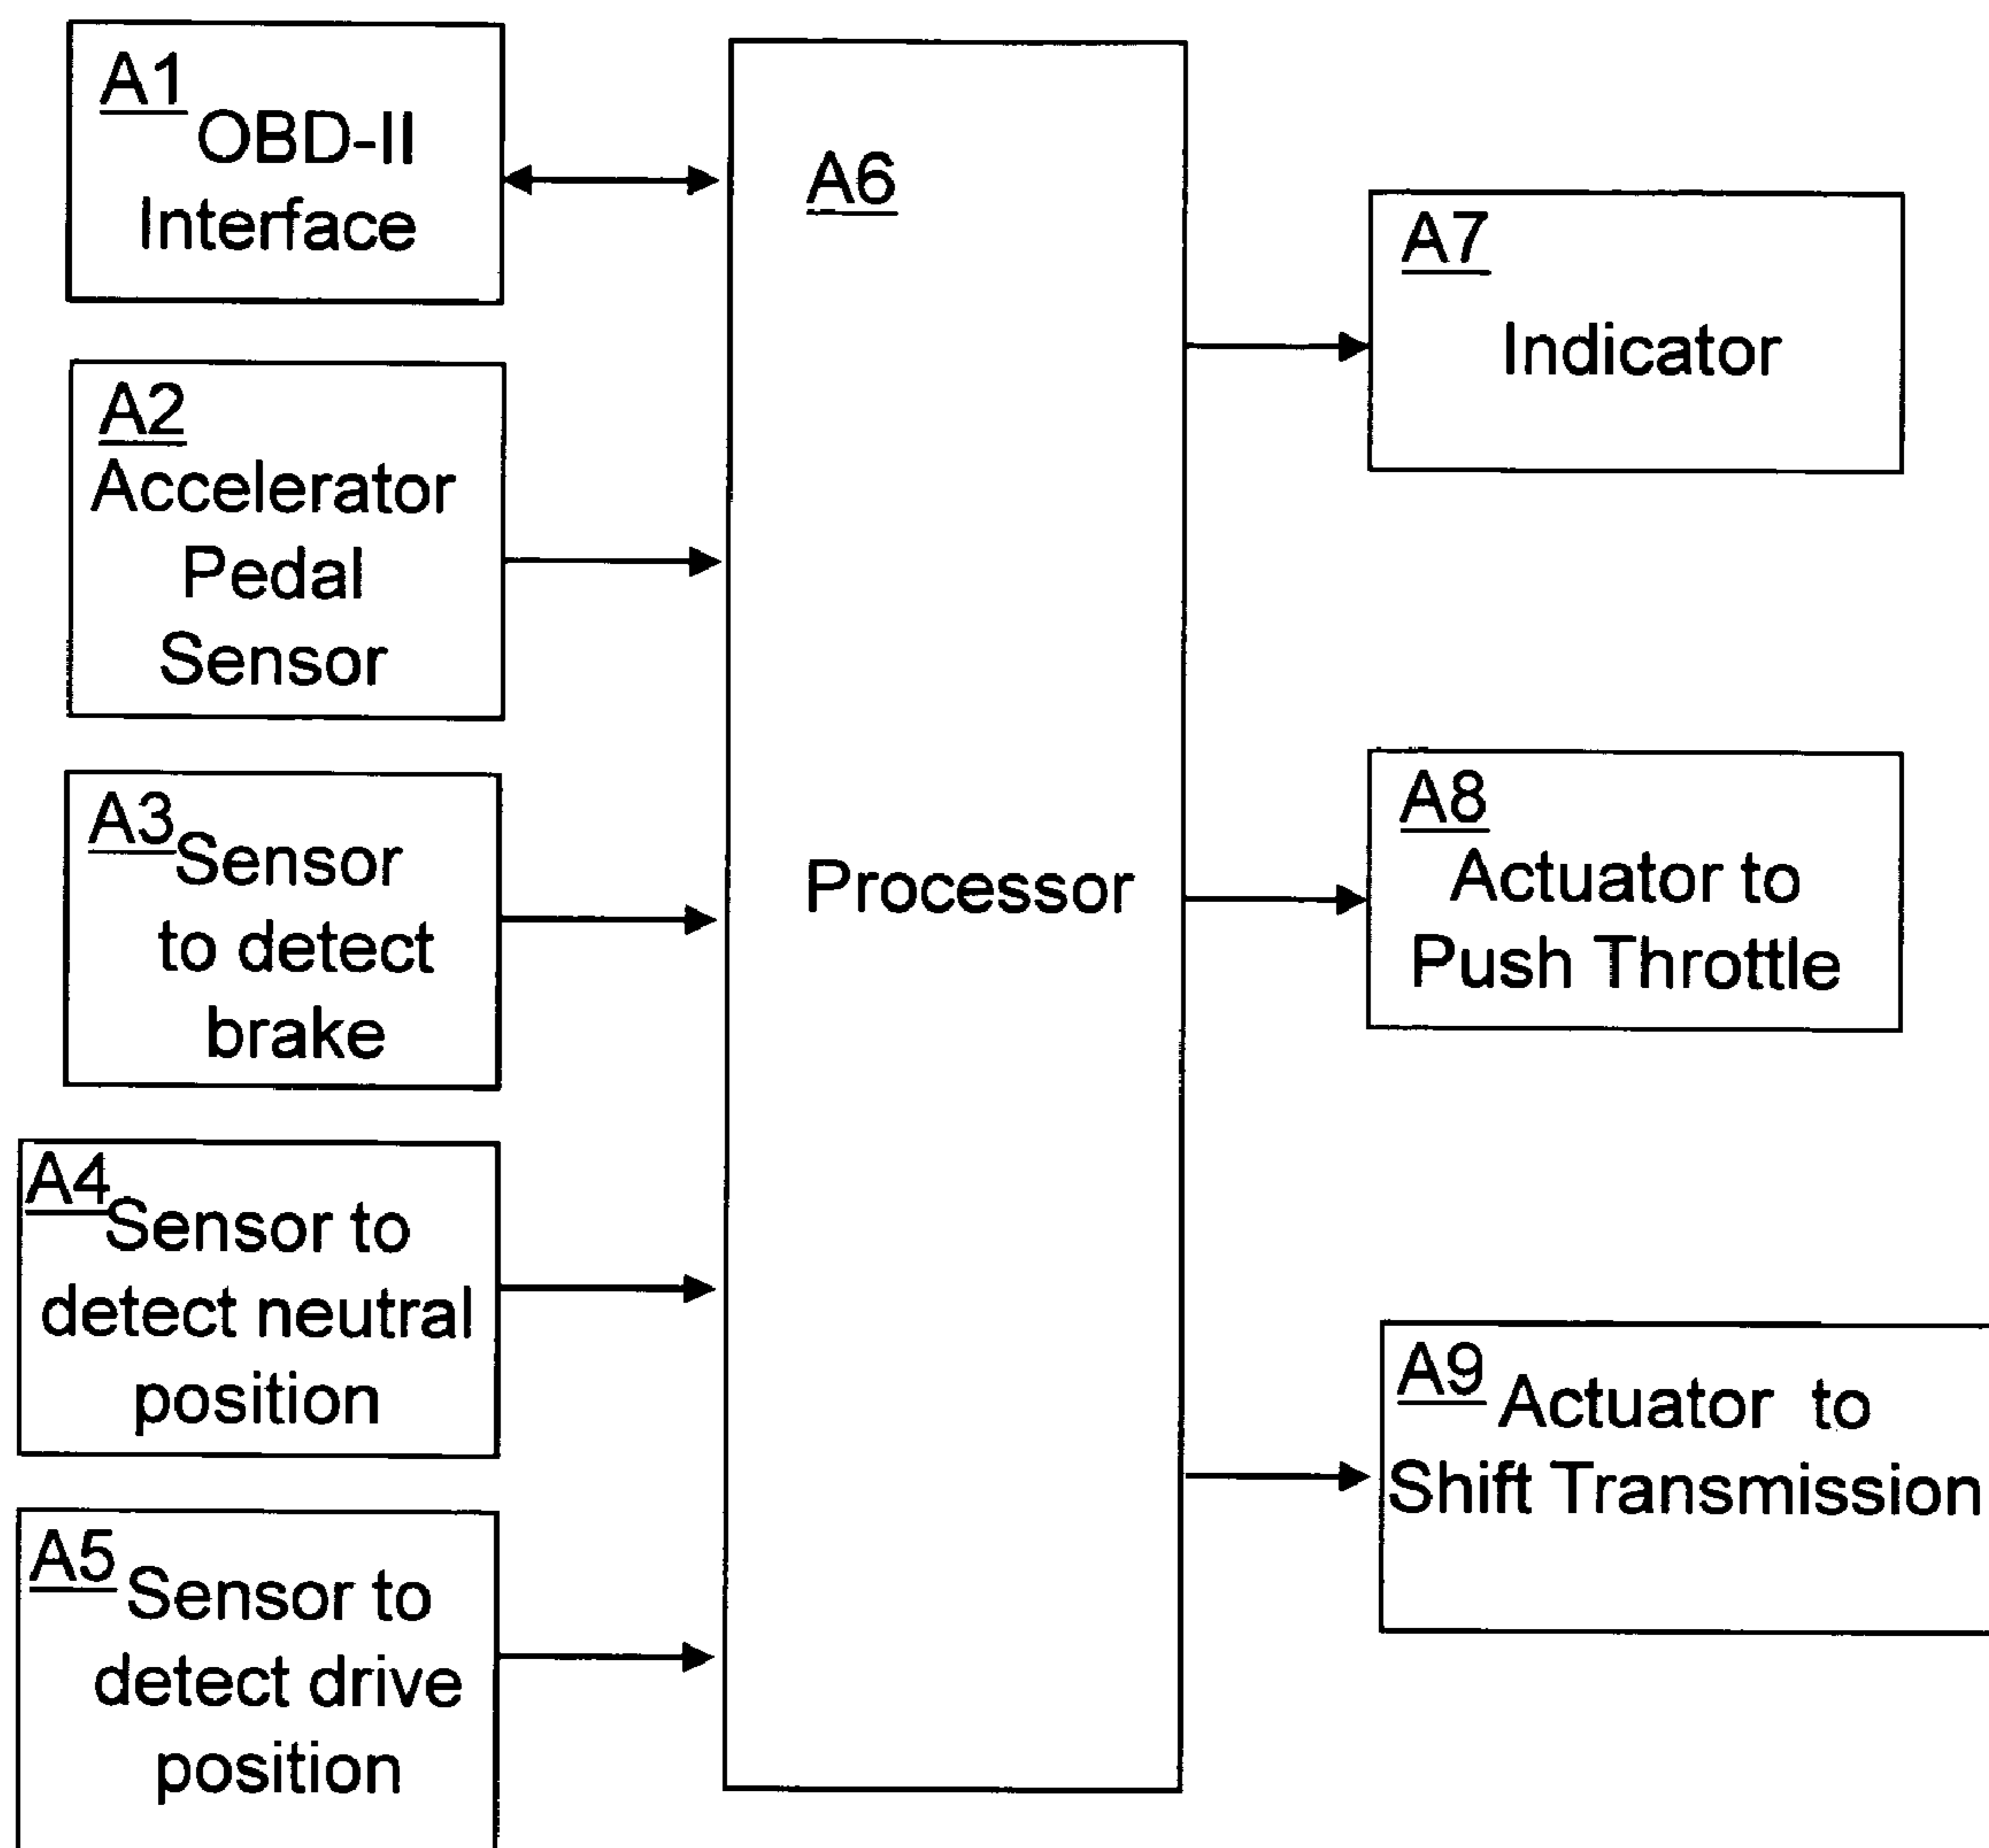 A1
OBD-II
Interface
A2
Accelerator
Pedal
Sensor
A3
Sensor
to detect
brake
A4
Sensor to
detect neutral
position
A5
Sensor to
detect drive
position
A6
Processor
A7
Indicator
A8
Actuator to
Push Throttle
A9
Actuator to
Shift Transmission